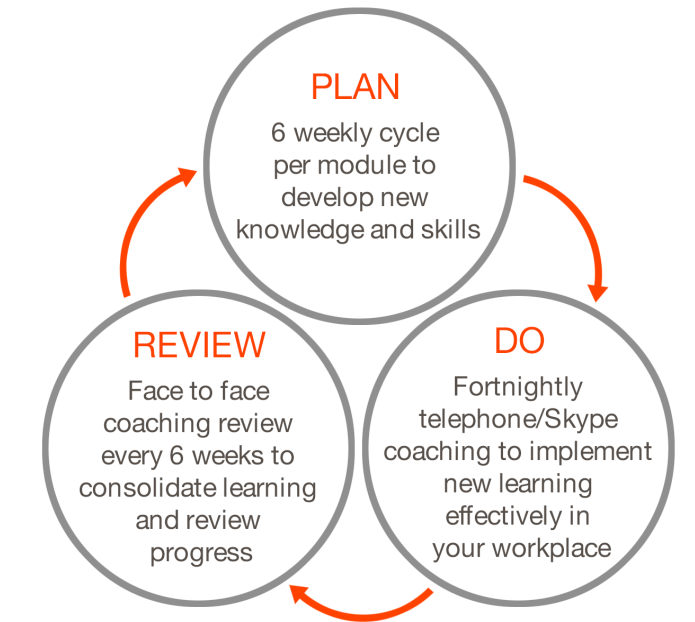 PLAN
6 weekly cycle
per module to
develop new
knowledge and skills
REVIEW
Face to face
coaching review
every 6 weeks to
consolidate learning
and review
progress
DO
Fortnightly
telephone/Skype
coaching to implement
new learning
effectively in
your workplace